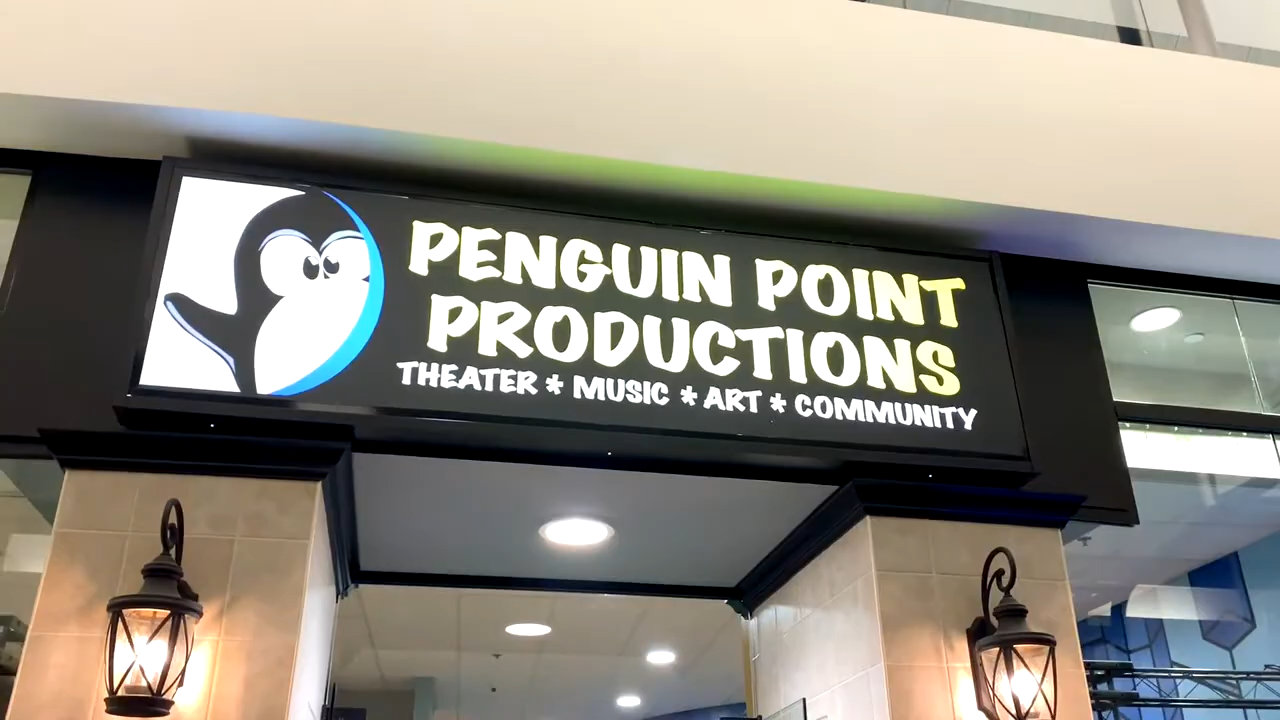 PENGUIN POINT
PRODUCTIONS
THEATER * MUSIC * ART * COMMUNITY